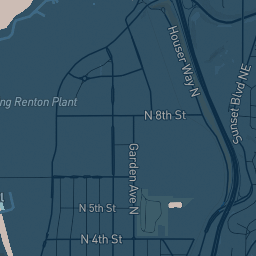 Houser Way N
Sunset Blvd NE
ng Renton Plant
N 8th St
Garden Ave N
N 5th St
N 4th St